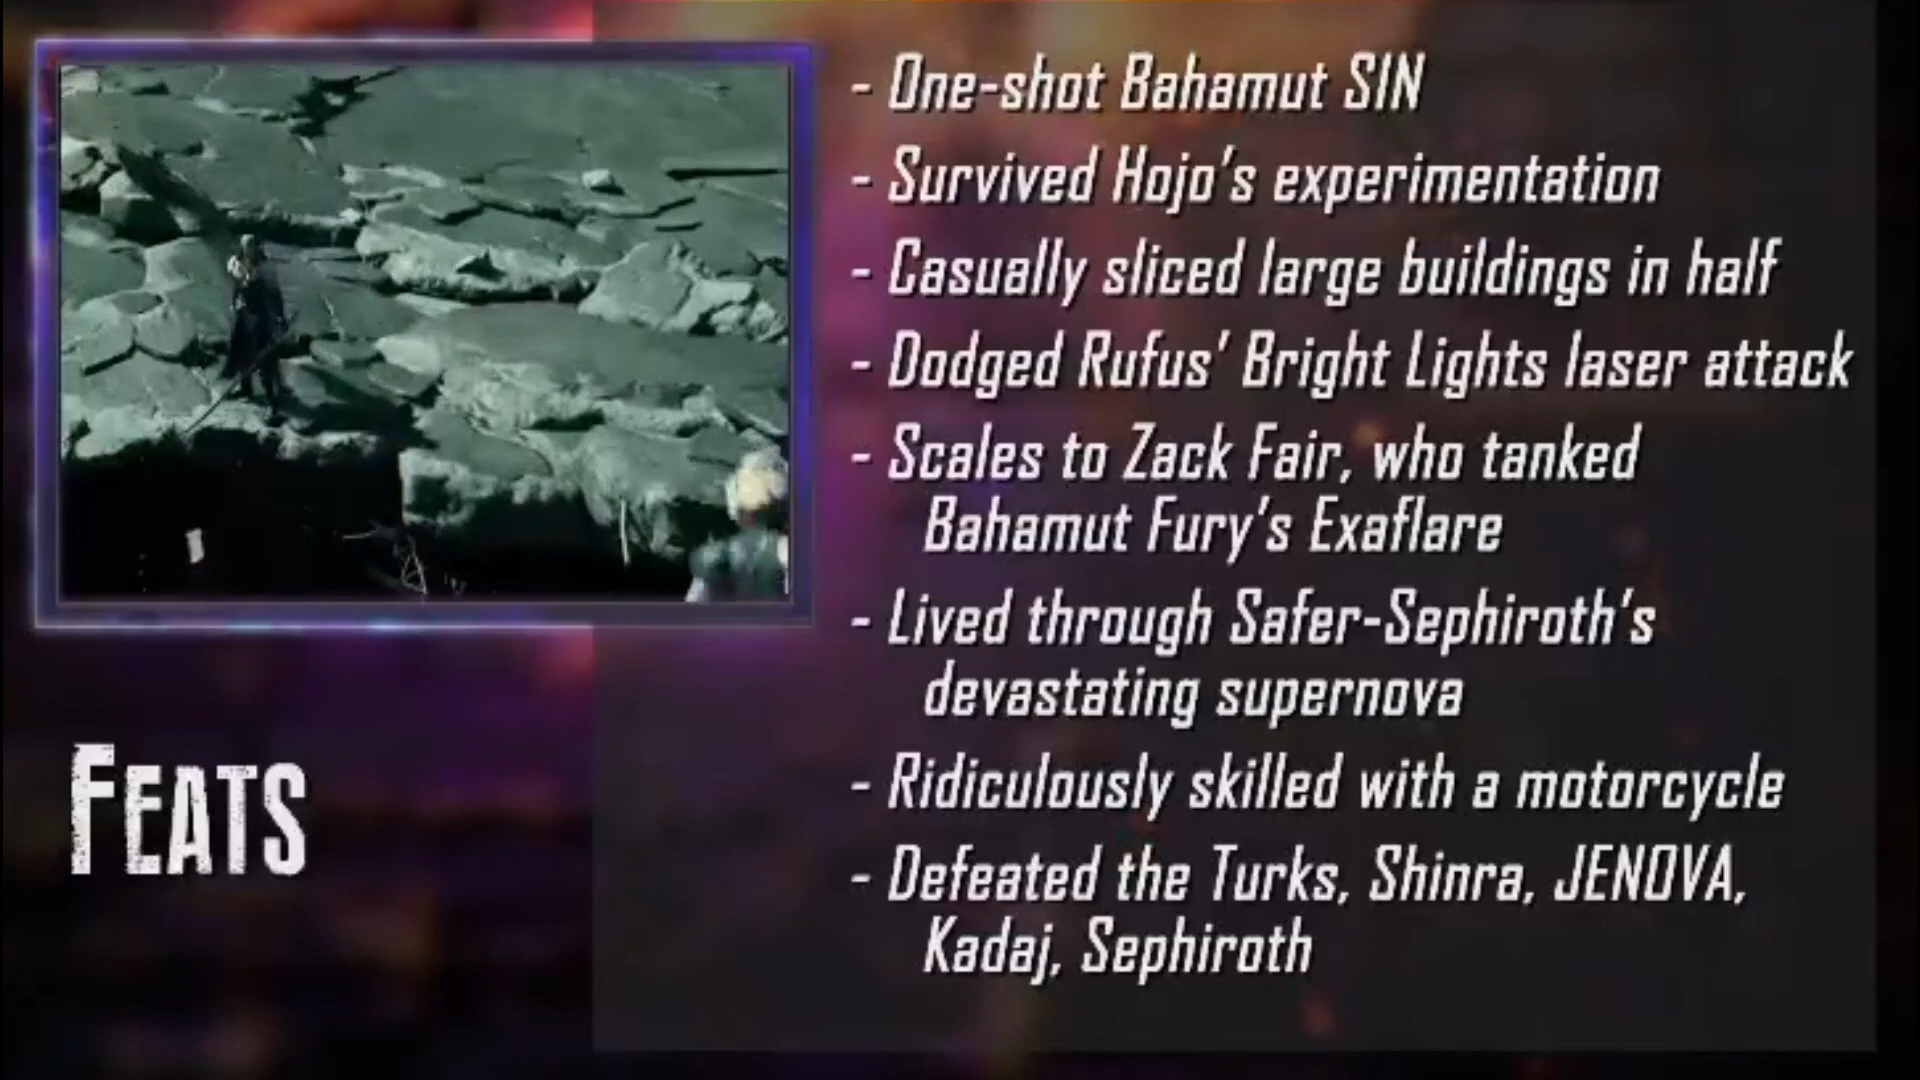 - One-shot Bahamut SIN
- Survived Hojo's experimentation
- Casually sliced large buildings in half
- Dodged Rufus' Bright Lights laser attack
- Scales to Zack Fair, who tanked
Bahamut Fury's Exaflare
- Lived through Safer-Sephiroth's
devastating supernova
- Ridiculously skilled with a motorcycle
- Defeated the Turks, Shinra, JENOVA,
Kadaj, Sephiroth
FEATS